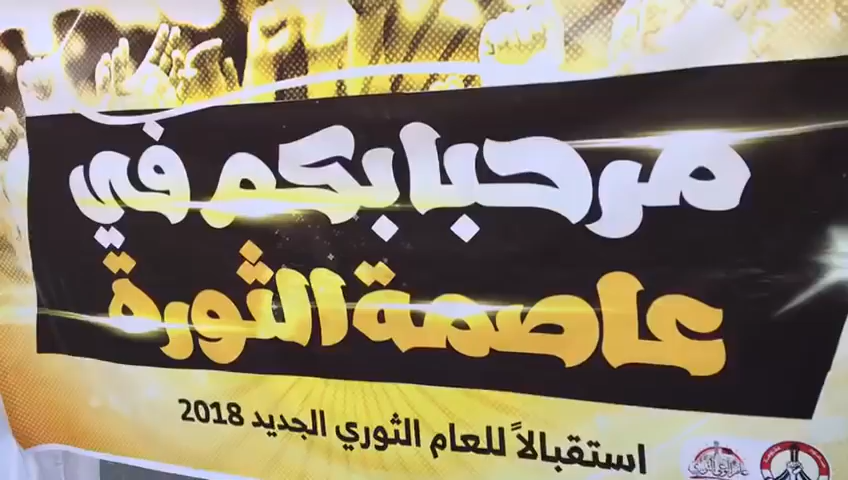 مرحبا بكم في
عاصمة الثورة
استقبالاً للعام الثوري الجديد 2018